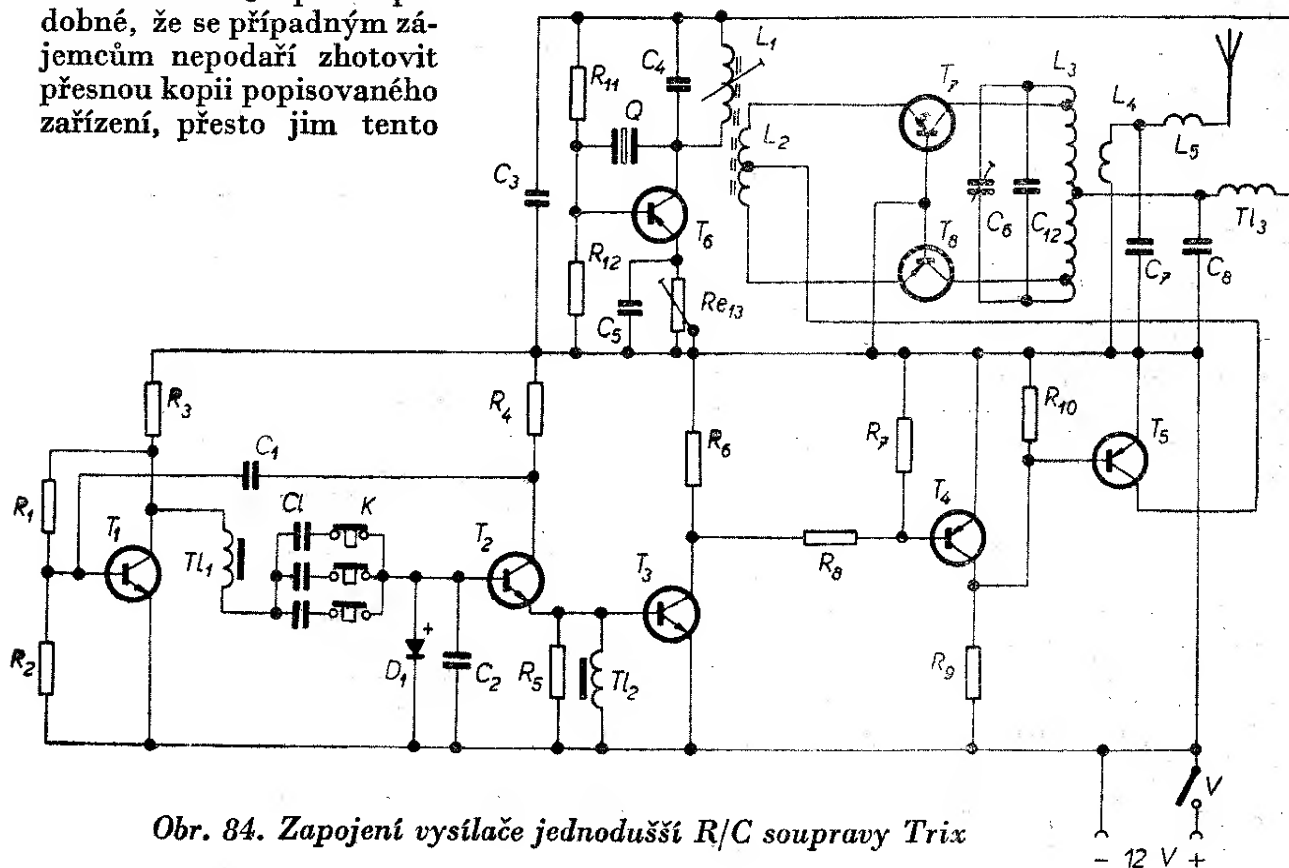 dobné, že se případným zá-
jemcům nepodaří zhotovit
přesnou kopii popisovaného
zařízení, přesto jim tento
C4
L1
R11
Q
C3
T6
R12
C5
Re13
L2
T7
T8
L3
C6
C12
L4
L5
C7
C8
Tl3
R3
R4
C1
R1
T1
Tl1
Cl
K
T2
R2
D1
+
C2
R5
Tl2
T3
R6
R7
R8
T4
R9
R10
T5
V
- 12 V +
Obr. 84. Zapojení vysílače jednodušší R/C soupravy Trix